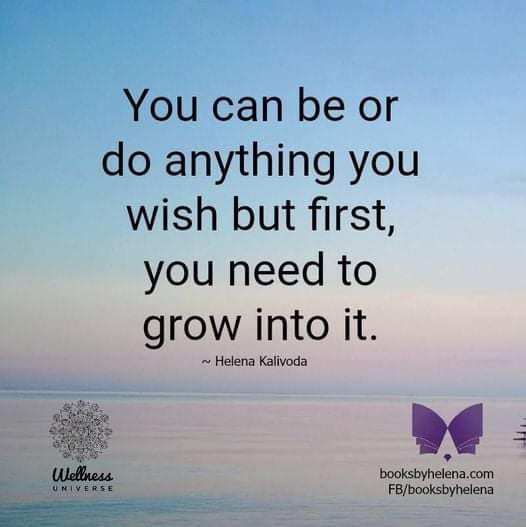 You can be or
do anything you
wish but first,
you need to
grow into it.
~ Helena Kalivoda
Wellness
UNIVERSE
booksbyhelena.com
FB/booksbyhelena